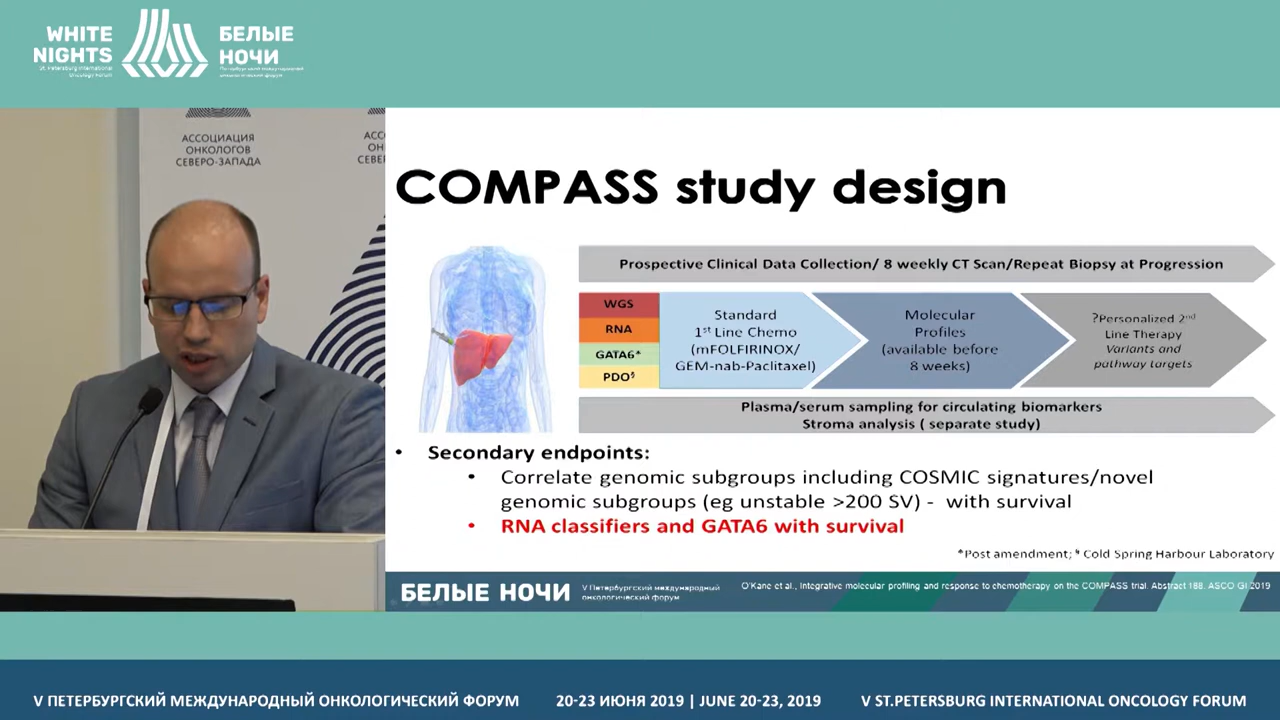 WHITE
NIGHTS
St. Petersburg International
Oncology Forum
БЕЛЫЕ
НОЧИ
Петербургский международный
онкологический форум
АССОЦИАЦИЯ
ОНКОЛОГОВ
СЕВЕРО-ЗАПАДА
АСС
ОН
СЕВЕ
COMPASS study design
Prospective Clinical Data Collection/ 8 weekly CT Scan/Repeat Biopsy at Progression
WGS
RNA
GATA6*
PDO§
Standard
1st Line Chemo
(mFOLFIRINOX/
GEM-nab-Paclitaxel)
Molecular
Profiles
(available before
8 weeks)
?Personalized 2nd
Line Therapy
Variants and
pathway targets
Plasma/serum sampling for circulating biomarkers
Stroma analysis ( separate study)
• Secondary endpoints:
• Correlate genomic subgroups including COSMIC signatures/novel
genomic subgroups (eg unstable >200 SV) - with survival
• RNA classifiers and GATA6 with survival
*Post amendment; § Cold Spring Harbour Laboratory
БЕЛЫЕ НОЧИ
V Петербургский международный
онкологический форум
O'Kane et al., Integrative molecular profiling and response to chemotherapy on the COMPASS trial. Abstract 188. ASCO GI 2019
V ПЕТЕРБУРГСКИЙ МЕЖДУНАРОДНЫЙ ОНКОЛОГИЧЕСКИЙ ФОРУМ
20-23 ИЮНЯ 2019 | JUNE 20-23, 2019
V ST.PETERSBURG INTERNATIONAL ONCOLOGY FORUM